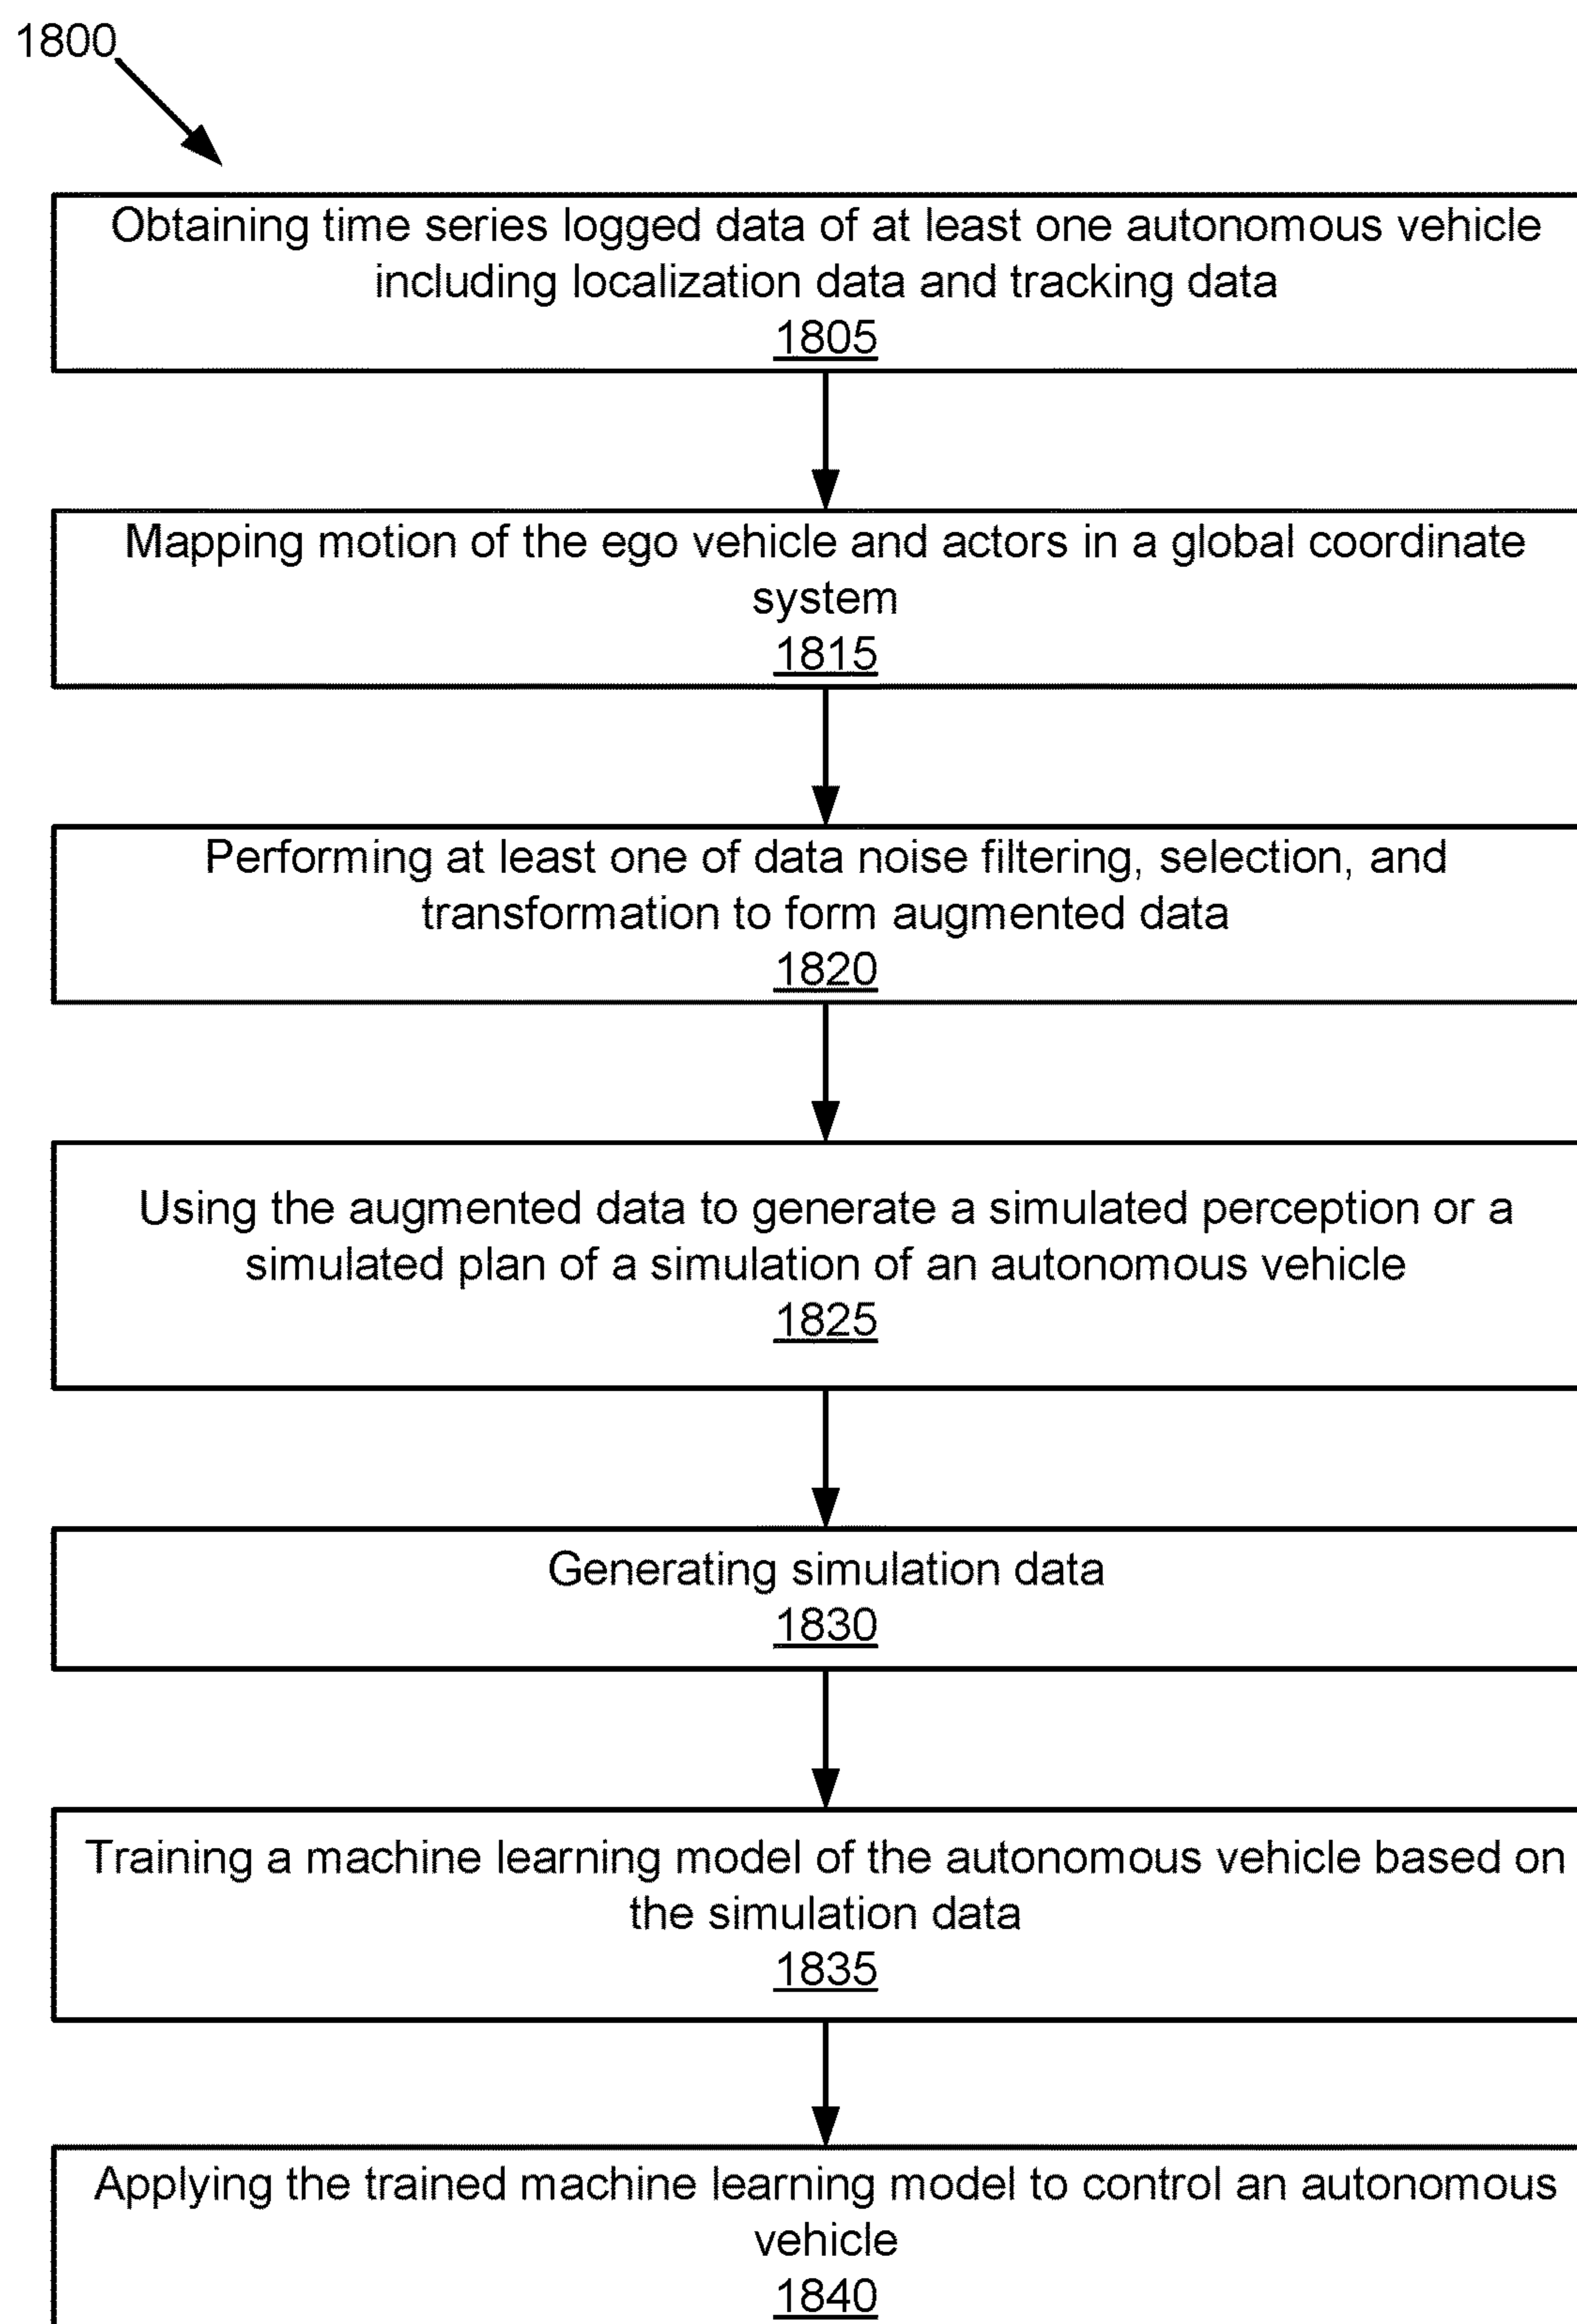 1800
Obtaining time series logged data of at least one autonomous vehicle
including localization data and tracking data
1805
Mapping motion of the ego vehicle and actors in a global coordinate
system
1815
Performing at least one of data noise filtering, selection, and
transformation to form augmented data
1820
Using the augmented data to generate a simulated perception or a
simulated plan of a simulation of an autonomous vehicle
1825
Generating simulation data
1830
Training a machine learning model of the autonomous vehicle based on
the simulation data
1835
Applying the trained machine learning model to control an autonomous
vehicle
1840